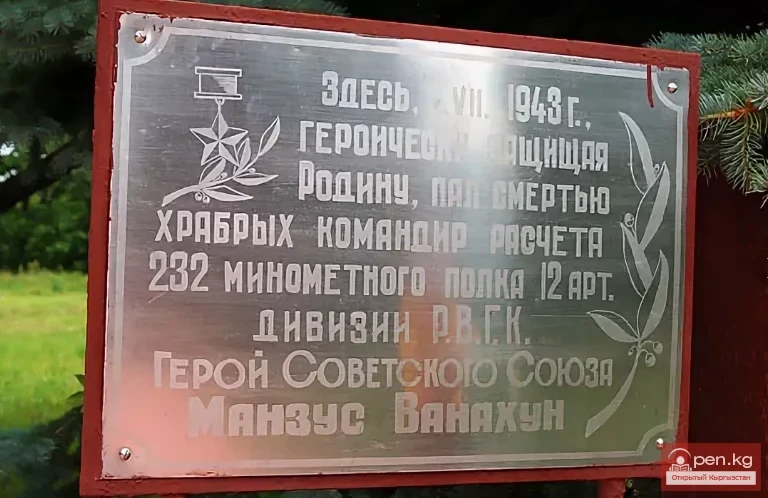 Здесь, VII. 1943 г.,
героически защищая
Родину, пал смертью
храбрых командир расчета
232 минометного полка 12 арт.
дивизии Р.В.Г.К.
Герой Советского Союза
Манзус Ванахун
Open.kg
Открытый Кыргызстан